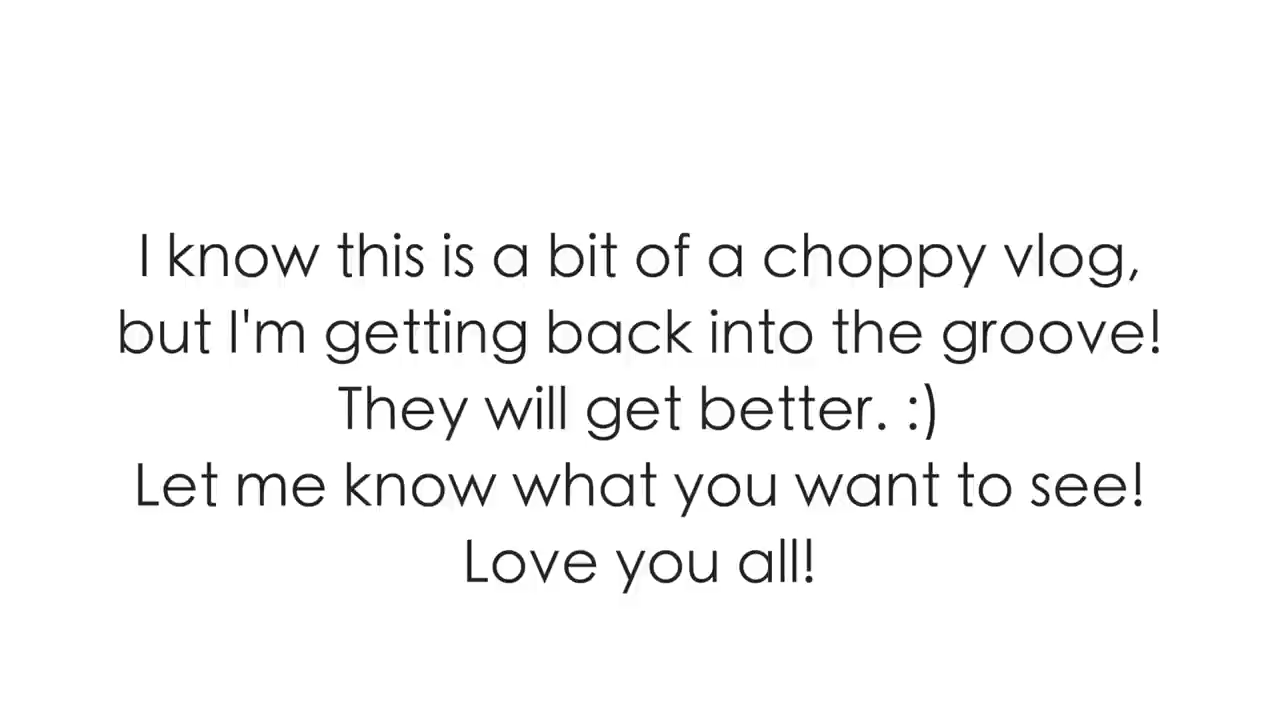 I know this is a bit of a choppy vlog,
but I'm getting back into the groove!
They will get better. :)
Let me know what you want to see!
Love you all!